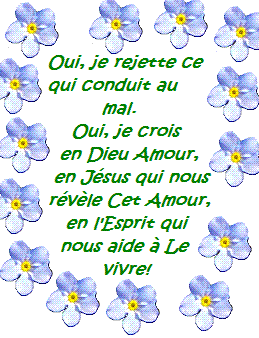 Oui, je rejette ce
qui conduit au
mal.
Oui, je crois
en Dieu Amour,
en Jésus qui nous
révèle Cet Amour,
en l'Esprit qui
nous aide à Le
vivre!